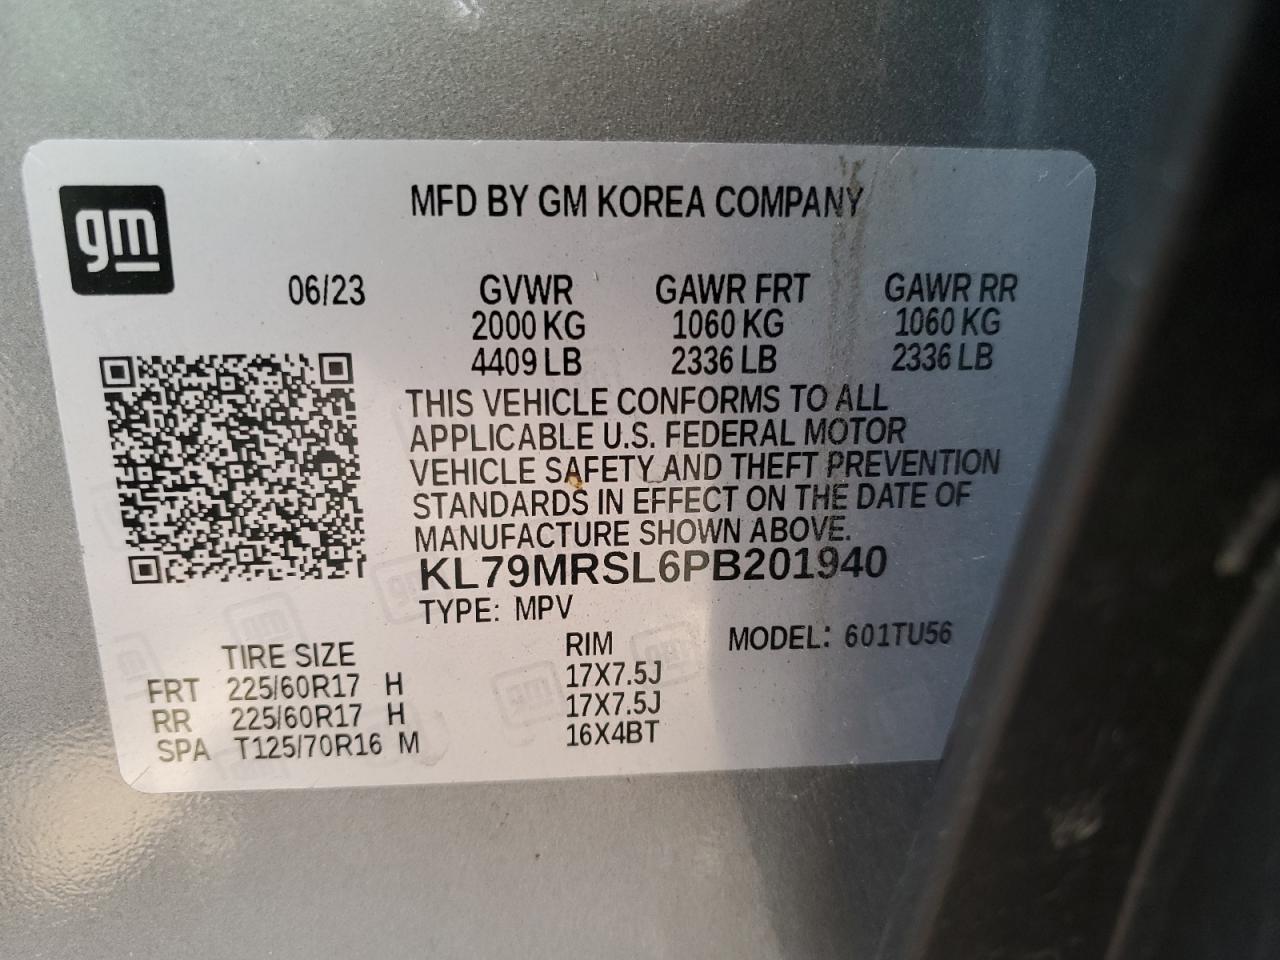 gm
MFD BY GM KOREA COMPANY
06/23 GVWR GAWR FRT GAWR RR
2000 KG 1060 KG 1060 KG
4409 LB 2336 LB 2336 LB
THIS VEHICLE CONFORMS TO ALL
APPLICABLE U.S. FEDERAL MOTOR
VEHICLE SAFETY AND THEFT PREVENTION
STANDARDS IN EFFECT ON THE DATE OF
MANUFACTURE SHOWN ABOVE.
KL79MRSL6PB201940
TYPE: MPV
TIRE SIZE RIM MODEL: 601TU56
FRT 225/60R17 H 17X7.5J
RR 225/60R17 H 17X7.5J
SPA T125/70R16 M 16X4BT